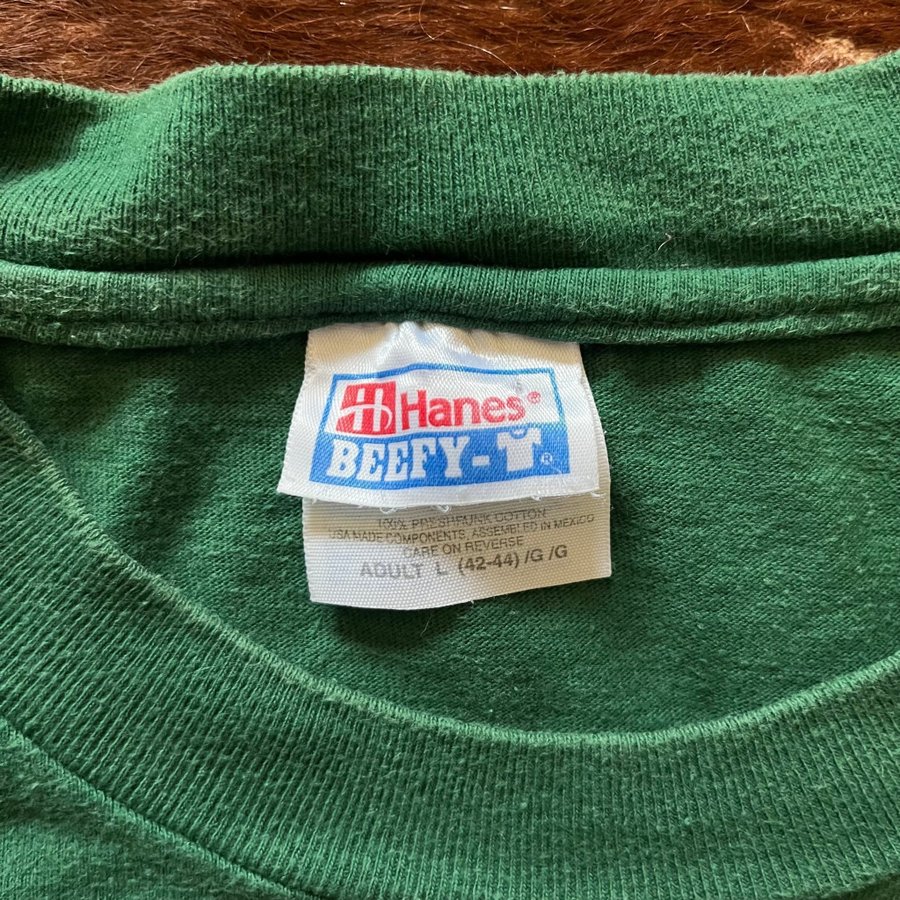 Hanes®
BEEFY-T®
100% PRESHRUNK COTTON
USA MADE COMPONENTS, ASSEMBLED IN MEXICO
CARE ON REVERSE
ADULT L (42-44) /G /G